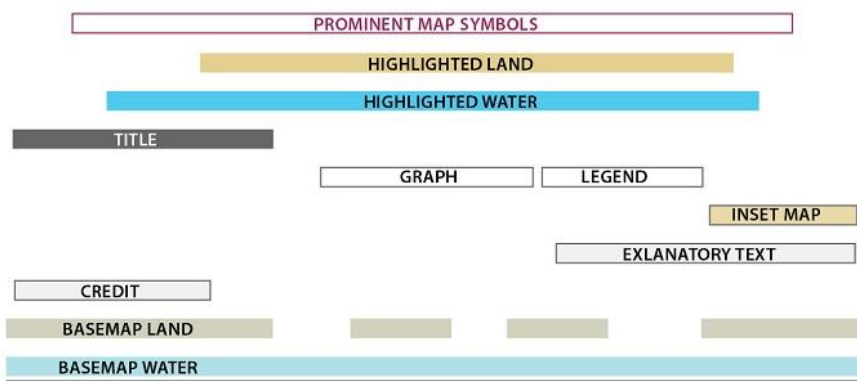 PROMINENT MAP SYMBOLS
HIGHLIGHTED LAND
HIGHLIGHTED WATER
TITLE
GRAPH LEGEND
INSET MAP
EXLANATORY TEXT
CREDIT
BASEMAP LAND
BASEMAP WATER